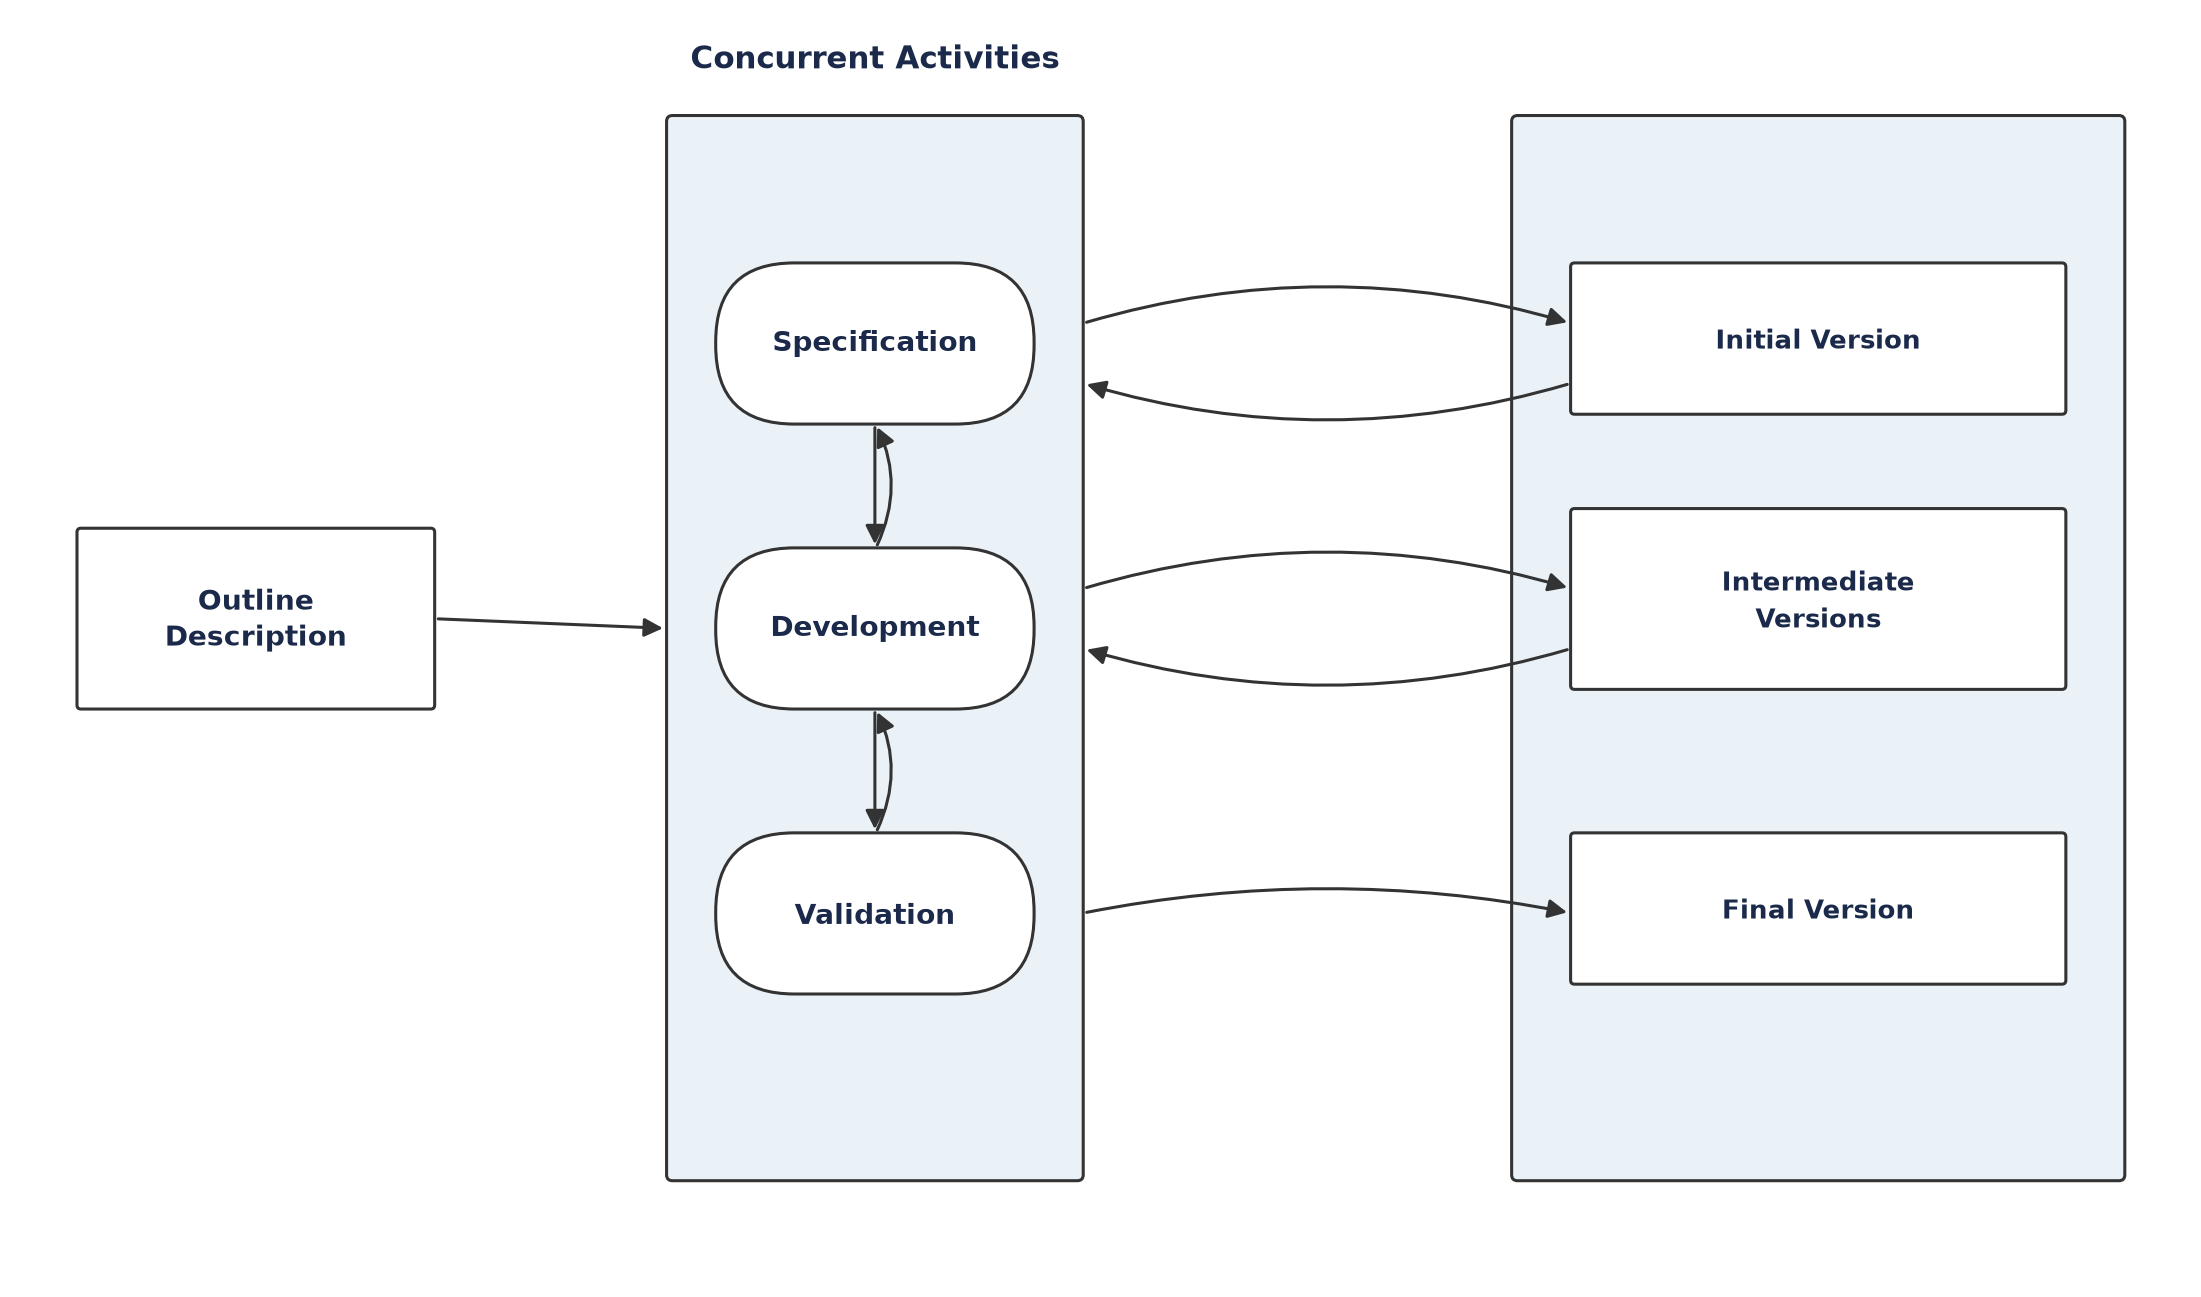 Concurrent Activities
Outline
Description
Specification
Development
Validation
Initial Version
Intermediate
Versions
Final Version